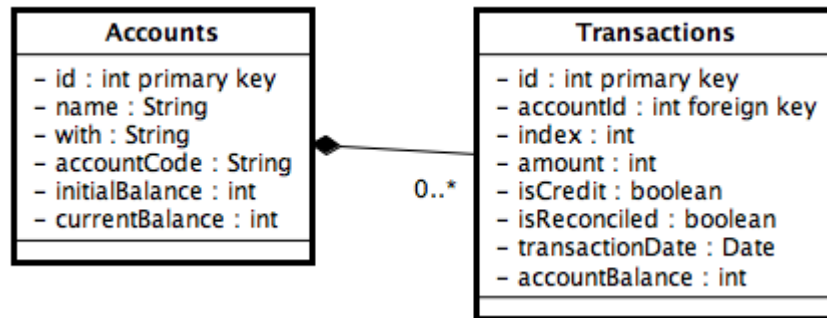 Accounts
– id : int primary key
– name : String
– with : String
– accountCode : String
– initialBalance : int
– currentBalance : int
0..*
Transactions
– id : int primary key
– accountId : int foreign key
– index : int
– amount : int
– isCredit : boolean
– isReconciled : boolean
– transactionDate : Date
– accountBalance : int